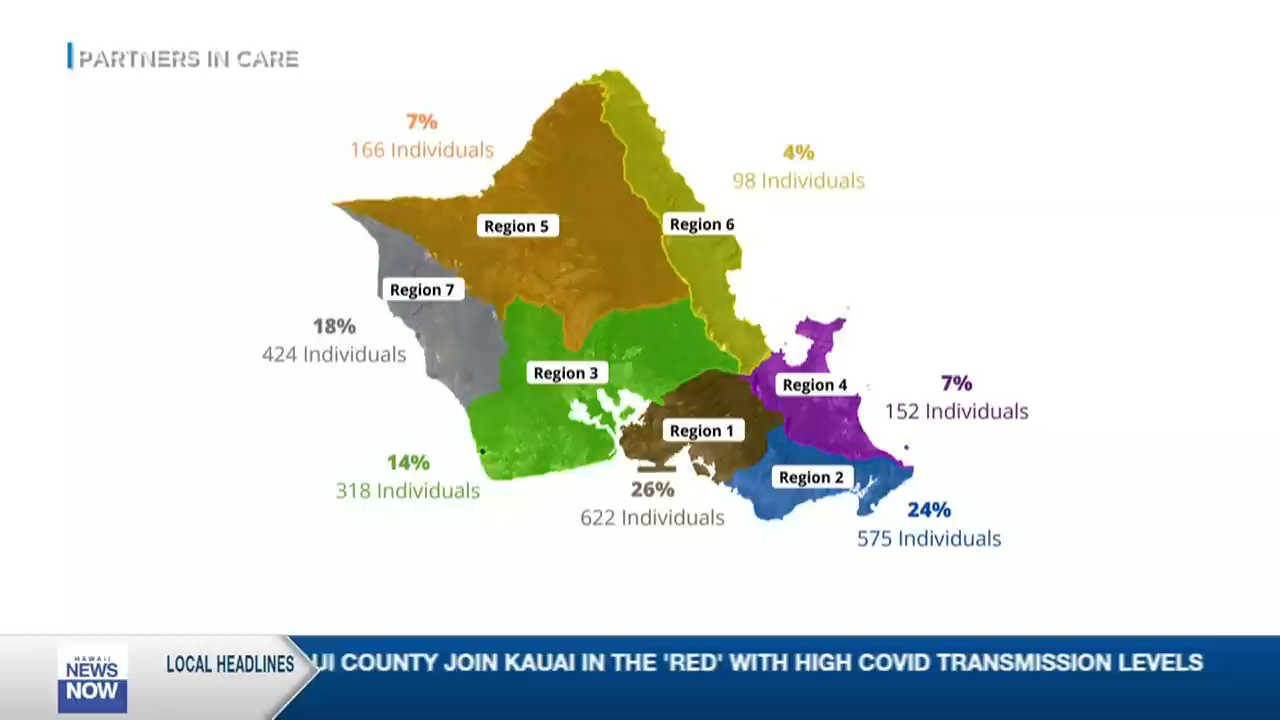 PARTNERS IN CARE
7%
166 Individuals
4%
98 Individuals
Region 5
Region 6
Region 7
18%
424 Individuals
Region 3
Region 4
7%
152 Individuals
Region 1
14%
318 Individuals
Region 2
26%
622 Individuals
24%
575 Individuals
HAWAII
NEWS
NOW
LOCAL HEADLINES
UI COUNTY JOIN KAUAI IN THE 'RED' WITH HIGH COVID TRANSMISSION LEVELS